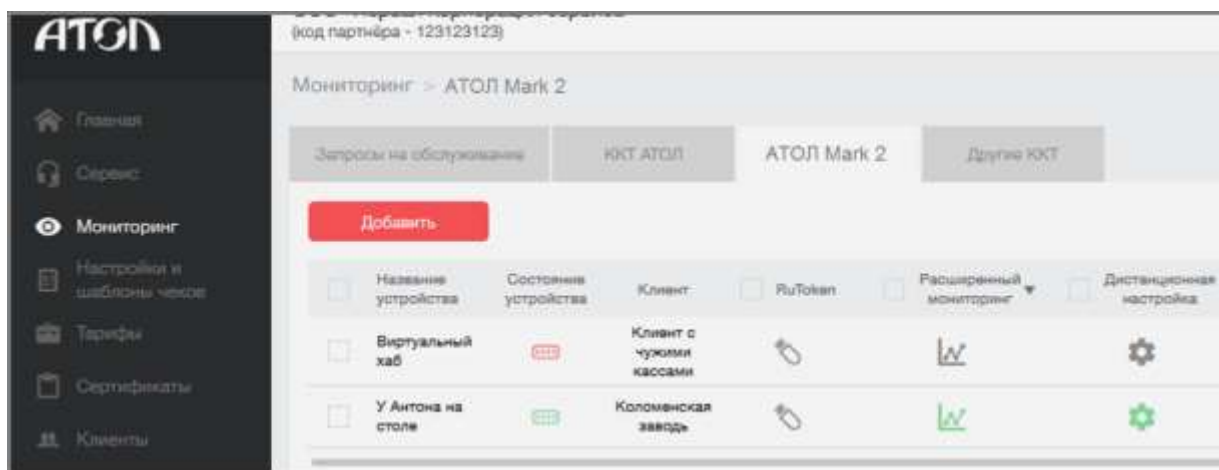 АТОЛ
(код партнёра - 123123123)
Мониторинг > АТОЛ Mark 2
Главная
Сервис
Мониторинг
Настройки и
шаблоны чеков
Тарифы
Сертификаты
Клиенты
Запросы на обслуживание
ККТ АТОЛ
АТОЛ Mark 2
Другие ККТ
Добавить
Название
устройства
Состояние
устройства
Клиент
RuToken
Расширенный
мониторинг
Дистанционная
настройка
Виртуальный
хаб
Клиент с
чужими
кассами
У Антона на
столе
Коломенская
заводь